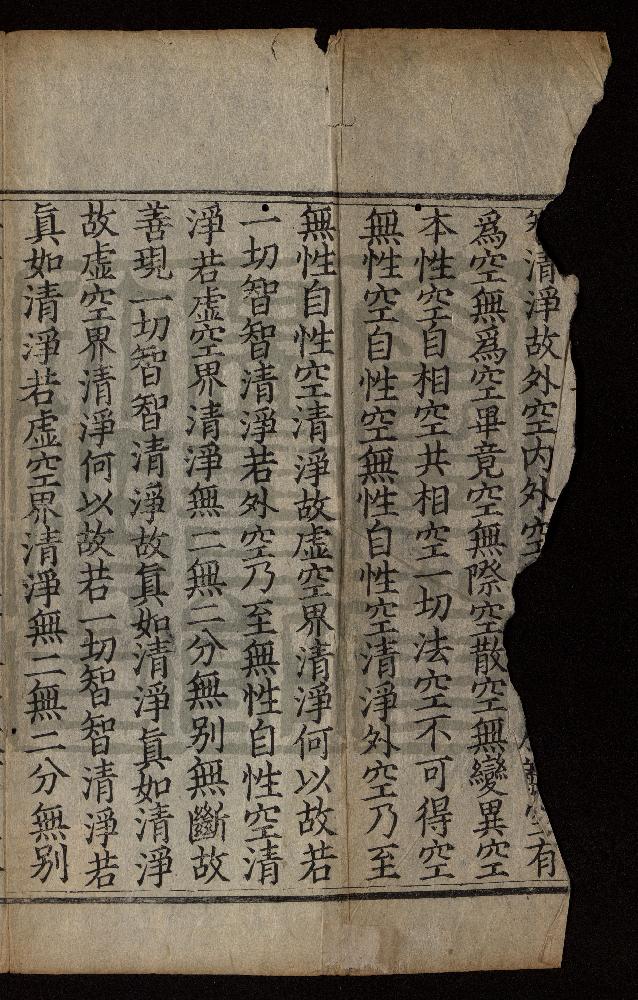 清淨故外空内外空有
爲空無爲空畢竟空無際空散空無變異空
本性空自相空共相空一切法空不可得空
無性空自性空無性自性空清淨外空乃至
無性自性空清淨故虛空界清淨何以故若
一切智智清淨若外空乃至無性自性空清
淨若虛空界清淨無二無二分無别無斷故
善現一切智智清淨故眞如清淨眞如清淨
故虛空界清淨何以故若一切智智清淨若
眞如清淨若虛空界清淨無二無二分無别